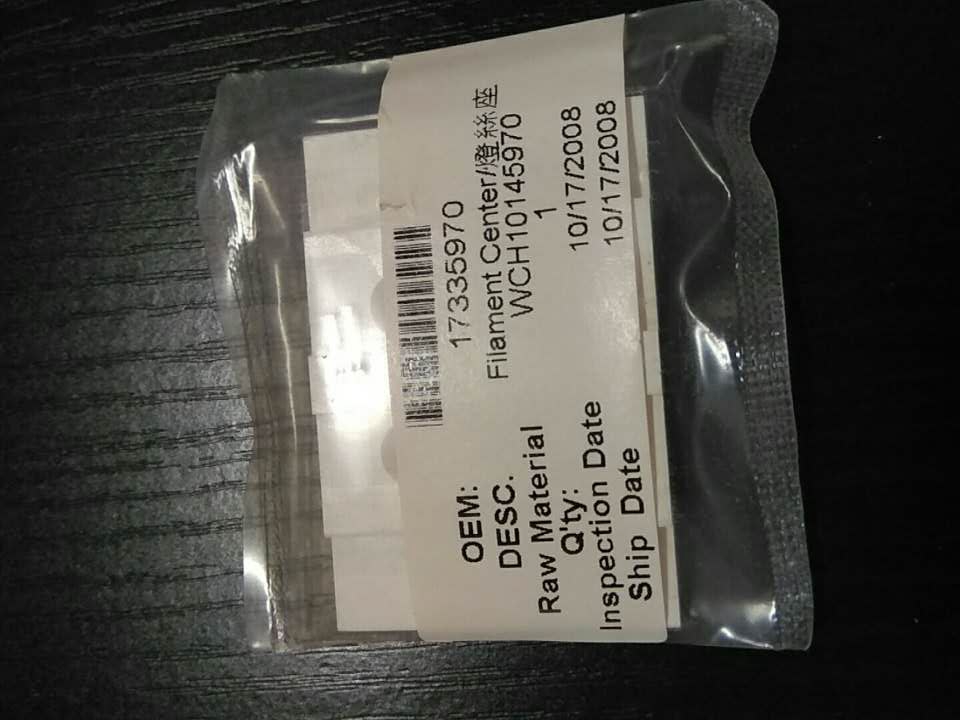 OEM: 17335970
DESC. Filament Center/燈絲座
Raw Material WCH10145970
Q'ty: 1
Inspection Date 10/17/2008
Ship Date 10/17/2008